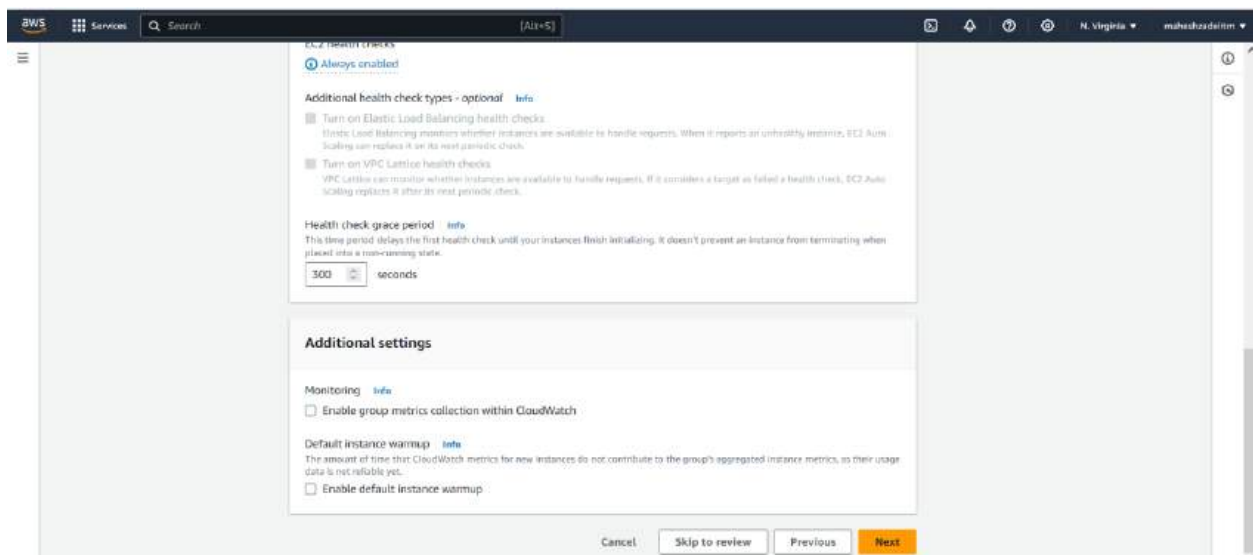 aws
Services
Search
[Alt+S]
N. Virginia
EC2 health checks
Always enabled
Additional health check types - optional Info
Turn on Elastic Load Balancing health checks
Elastic Load Balancing monitors whether instances are available to handle requests. When it reports an unhealthy instance, EC2 Auto
Scaling can replace it on its next periodic check.
Turn on VPC Lattice health checks
VPC Lattice can monitor whether instances are available to handle requests. If it considers a target as failed a health check, EC2 Auto
Scaling replaces it after its next periodic check.
Health check grace period Info
This time period delays the first health check until your instances finish initializing. It doesn't prevent an instance from terminating when
placed into a non-running state.
300 seconds
Additional settings
Monitoring Info
Enable group metrics collection within CloudWatch
Default instance warmup Info
The amount of time that CloudWatch metrics for new instances do not contribute to the group's aggregated instance metrics, as their usage
data is not reliable yet.
Enable default instance warmup
Cancel
Skip to review
Previous
Next